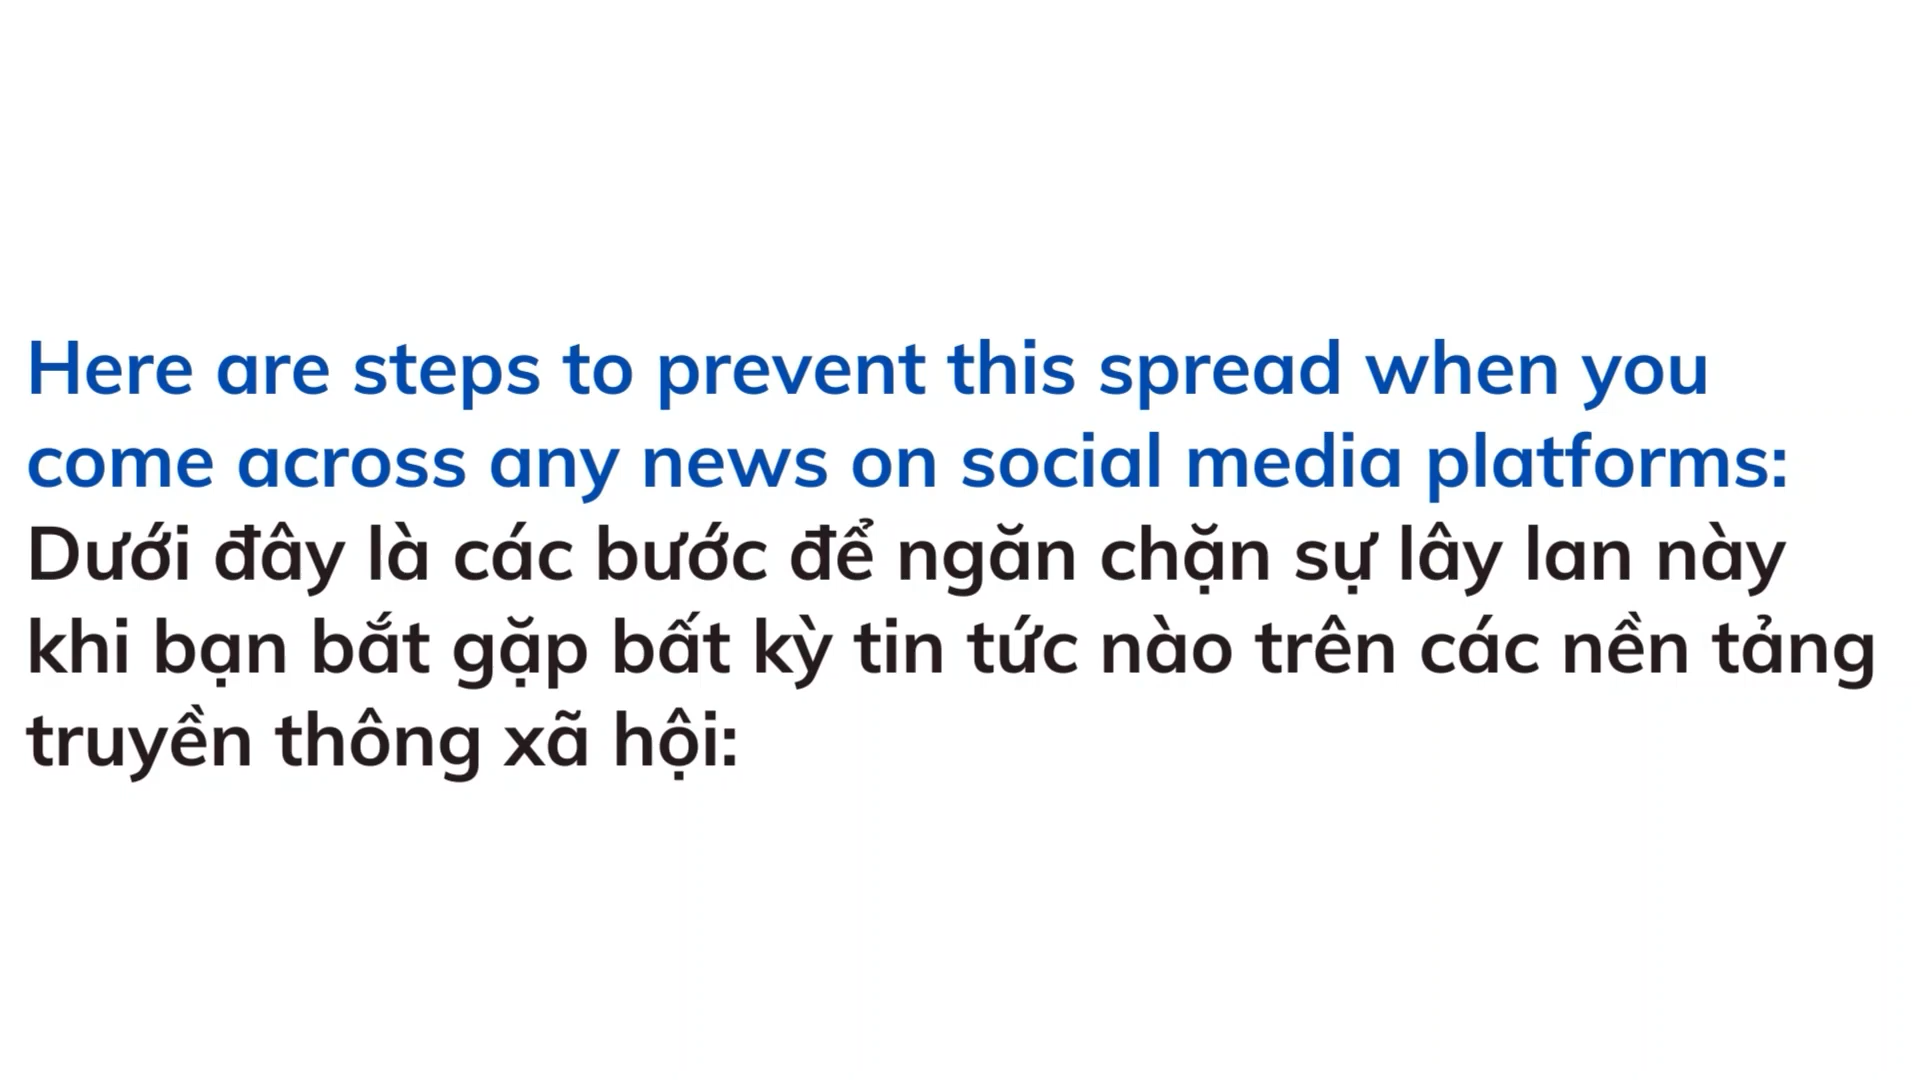 Here are steps to prevent this spread when you
come across any news on social media platforms:
Dưới đây là các bước để ngăn chặn sự lây lan này
khi bạn bắt gặp bất kỳ tin tức nào trên các nền tảng
truyền thông xã hội: